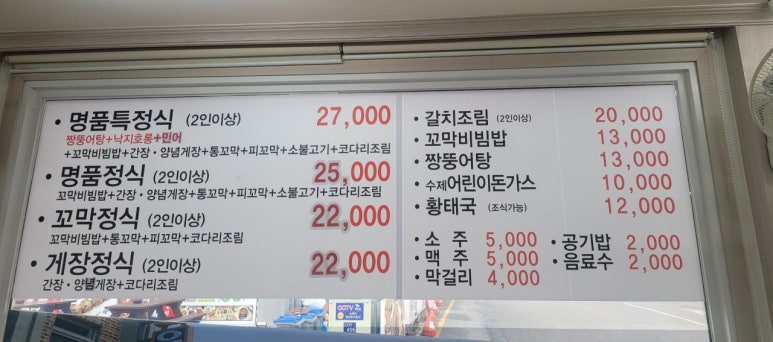 • 명품특정식 (2인이상) 27,000
짱뚱어탕+낙지호롱+민어
+꼬막비빔밥+간장·양념게장+통꼬막+피꼬막+소불고기+코다리조림
• 명품정식 (2인이상) 25,000
꼬막비빔밥+간장·양념게장+통꼬막+피꼬막+소불고기+코다리조림
• 꼬막정식 (2인이상) 22,000
꼬막비빔밥+통꼬막+피꼬막+코다리조림
• 게장정식 (2인이상) 22,000
간장·양념게장+코다리조림
• 갈치조림 (2인이상) 20,000
• 꼬막비빔밥 13,000
• 짱뚱어탕 13,000
• 수제어린이돈가스 10,000
• 황태국 (조식가능) 12,000
• 소 주 5,000
• 맥 주 5,000
• 막걸리 4,000
• 공기밥 2,000
• 음료수 2,000
CCTV